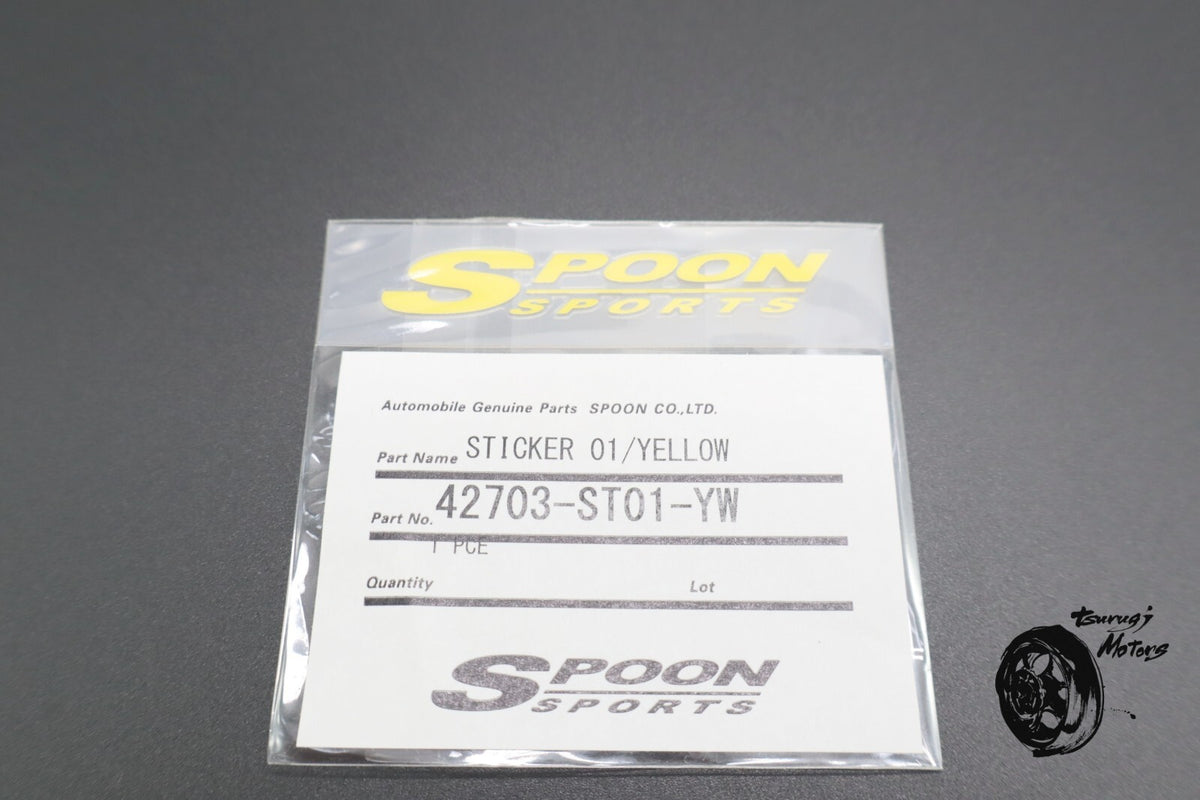 SPOON
SPORTS
Automobile Genuine Parts SPOON CO.,LTD.
Part Name STICKER 01/YELLOW
Part No. 42703-ST01-YW
1 PCE
Quantity Lot
SPOON
SPORTS
Tsurugi
Motors